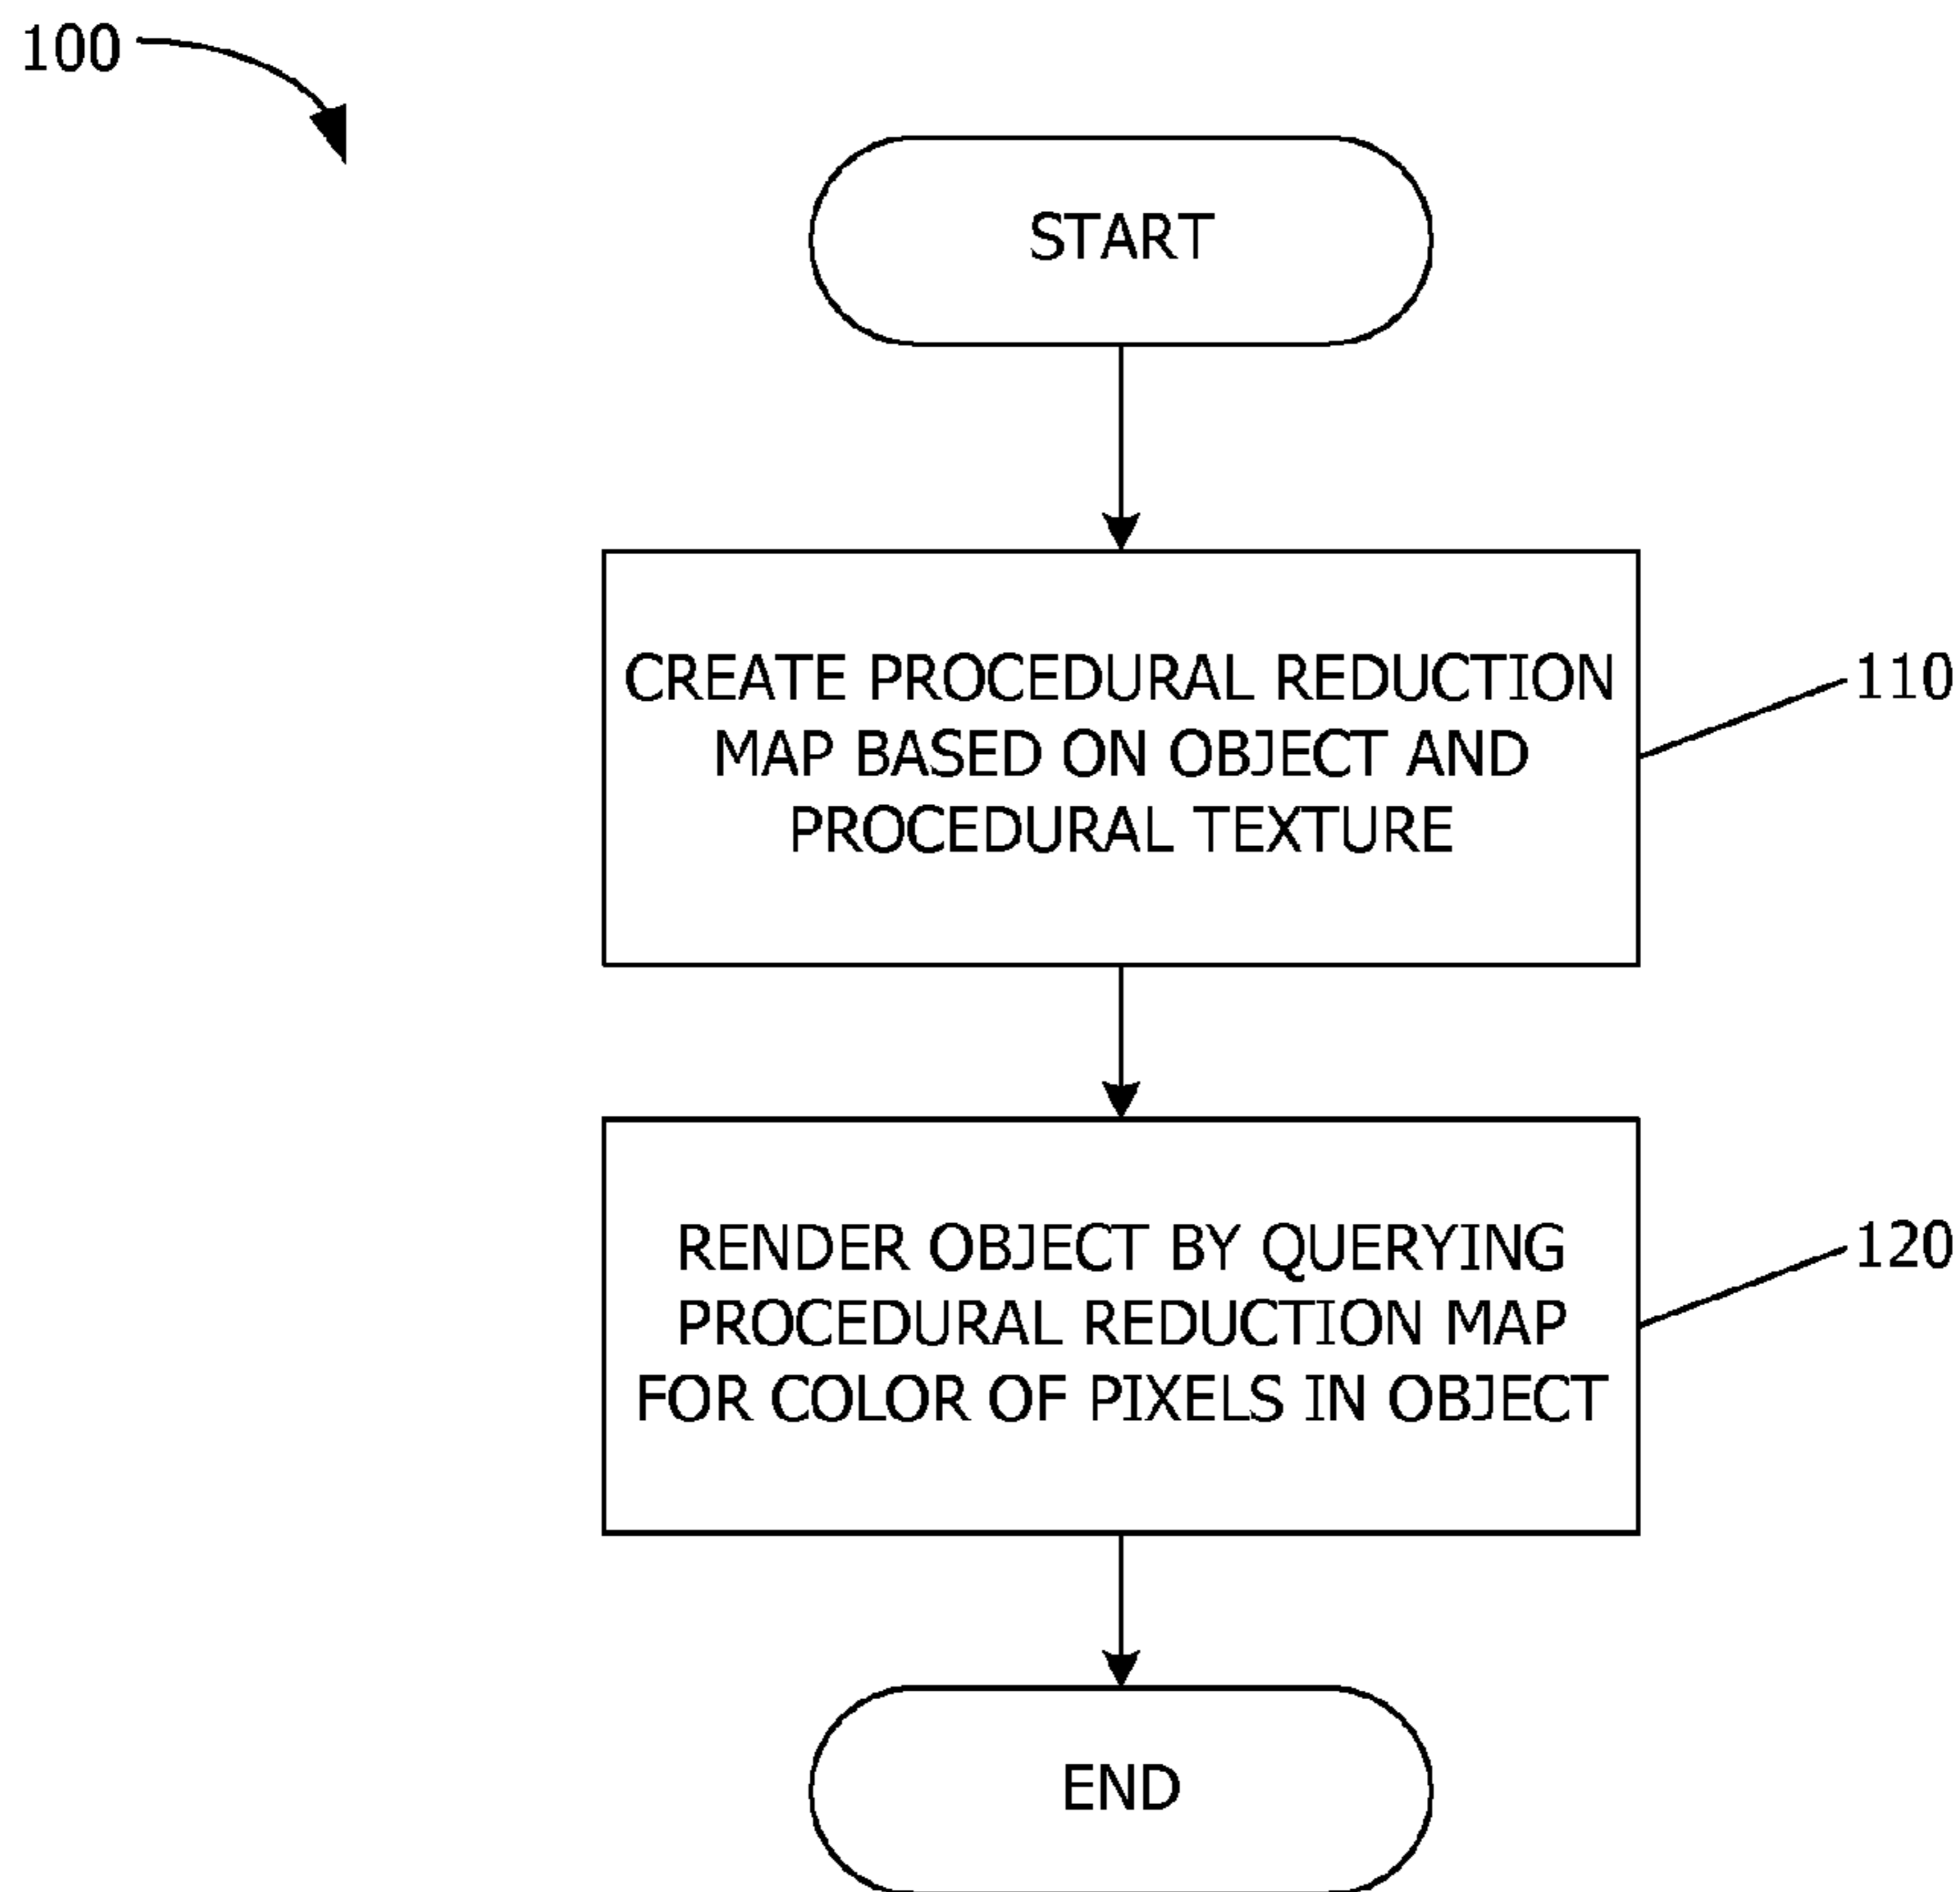 100
START
CREATE PROCEDURAL REDUCTION
MAP BASED ON OBJECT AND
PROCEDURAL TEXTURE
110
RENDER OBJECT BY QUERYING
PROCEDURAL REDUCTION MAP
FOR COLOR OF PIXELS IN OBJECT
120
END